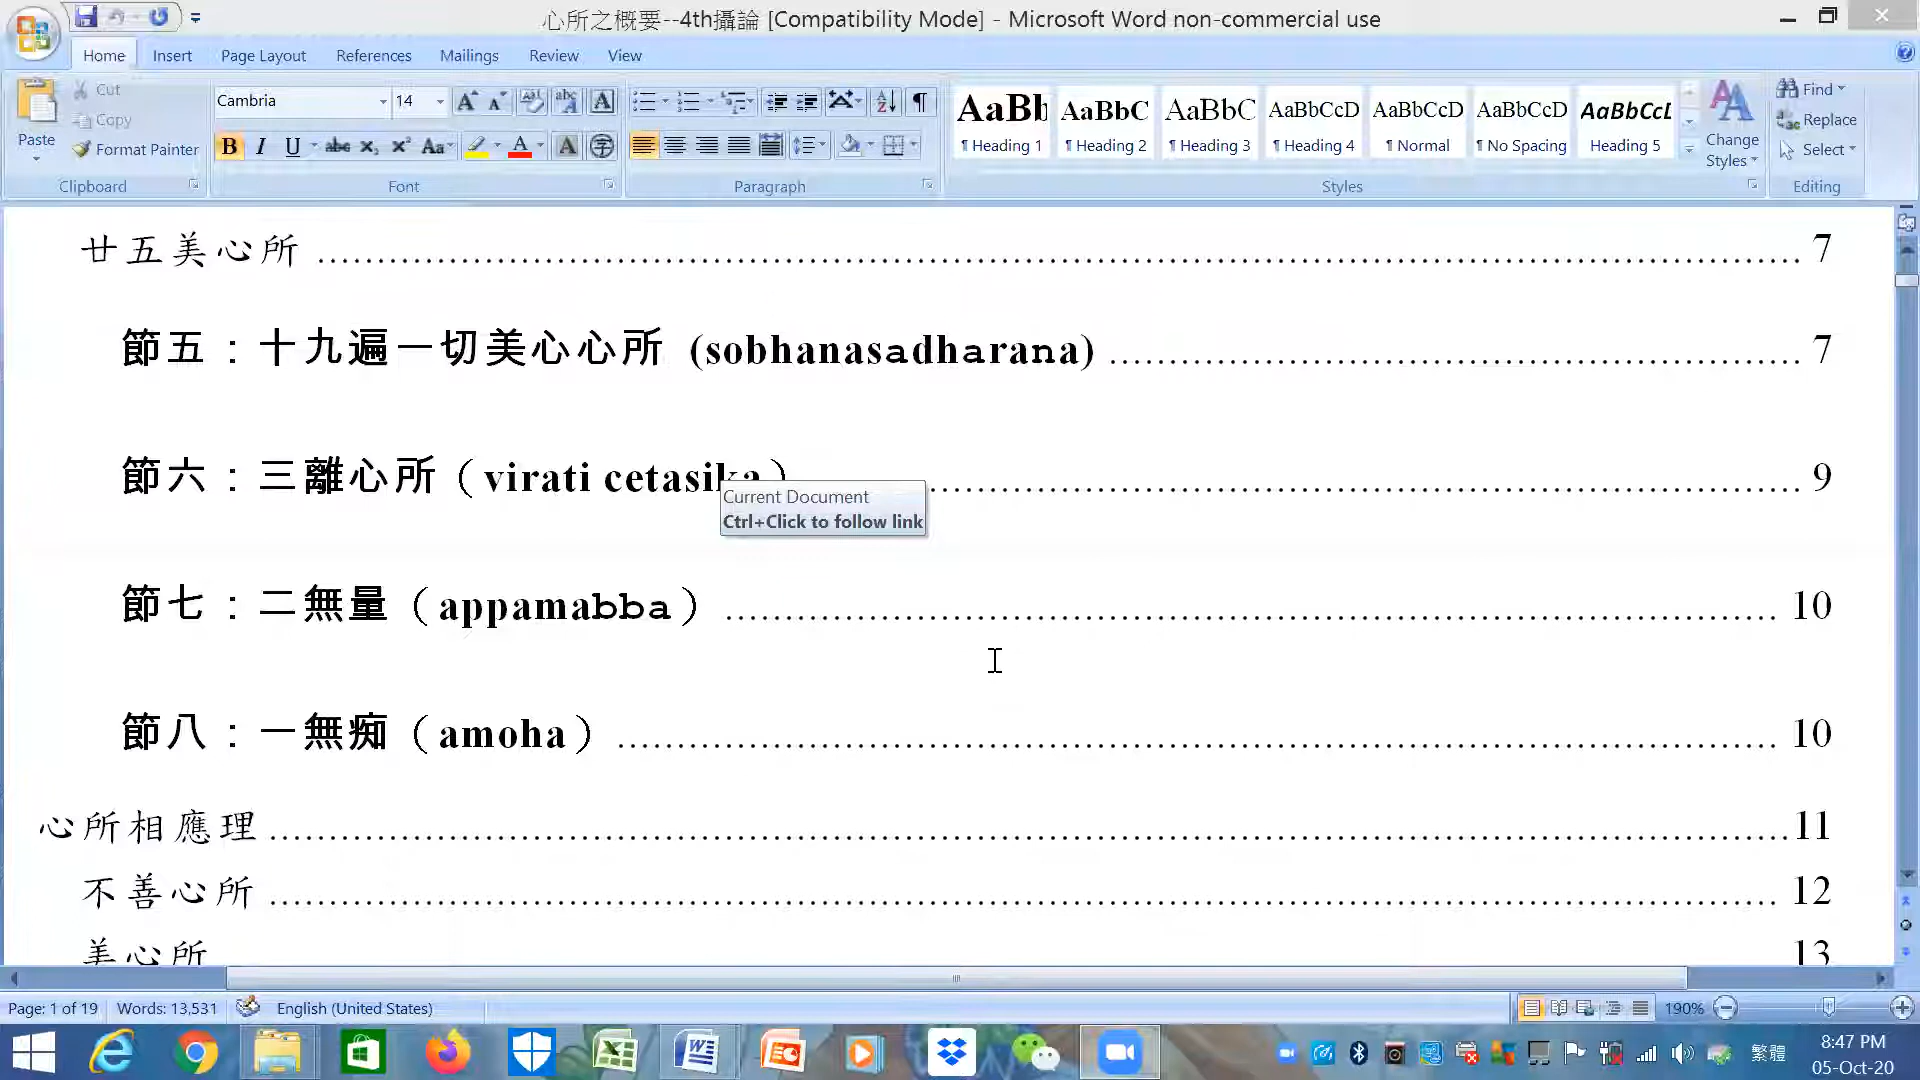 心所之概要--4th攝論 [Compatibility Mode] - Microsoft Word non-commercial use
Home Insert Page Layout References Mailings Review View
Paste
Cut
Copy
Format Painter
Clipboard
Cambria 14
Font
Paragraph
AaBb AaBbC AaBbC AaBbCcD AaBbCcD AaBbCcD AaBbCcD
Heading 1 Heading 2 Heading 3 Heading 4 Normal No Spacing Heading 5
Change Styles
Styles
Find
Replace
Select
Editing
廿五美心所 7
節五：十九遍一切美心心所 (sobhanasadharana) 7
節六：三離心所（virati cetasika） 9
Current Document
Ctrl+Click to follow link
節七：二無量（appamabba） 10
節八：一無痴（amoha） 10
心所相應理 11
不善心所 12
美心所 13
Page: 1 of 19 Words: 13,531 English (United States) 190%
繁體
8:47 PM
05-Oct-20